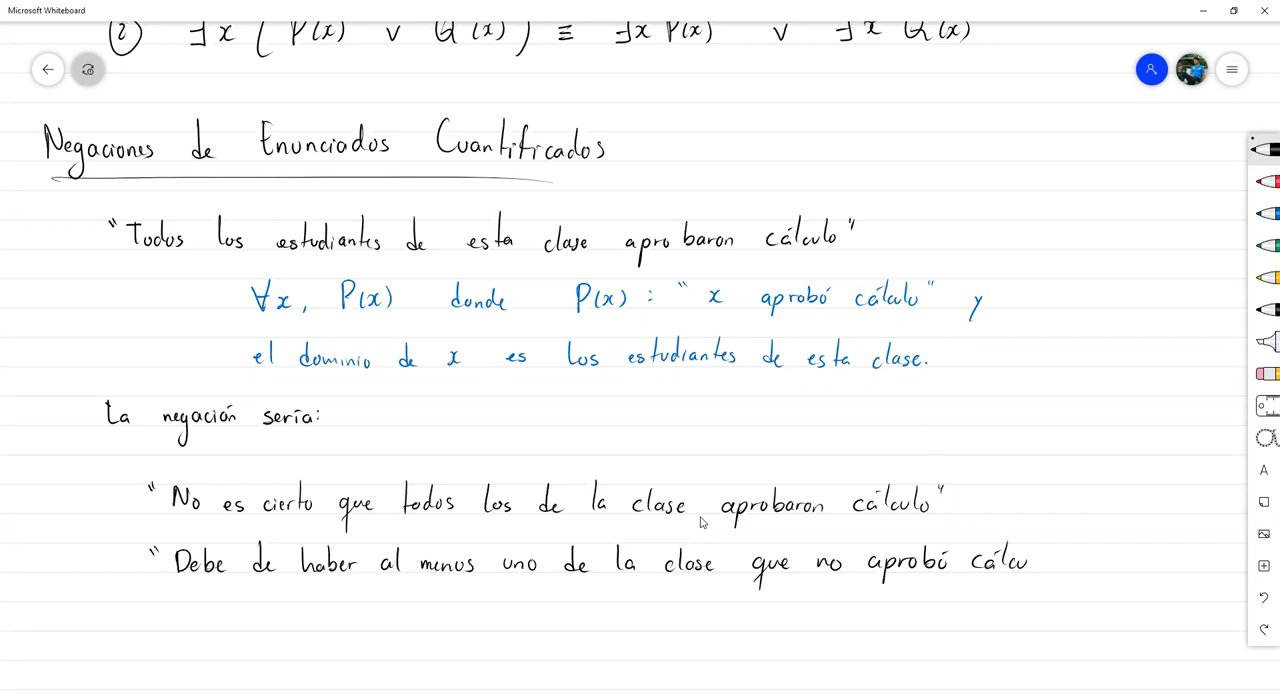 Microsoft Whiteboard
② ∃x (P(x) ∨ Q(x)) ≡ ∃x P(x) ∨ ∃x Q(x)
Negaciones de Enunciados Cuantificados
"Todos los estudiantes de esta clase aprobaron cálculo"
∀x, P(x) donde P(x) : "x aprobó cálculo" y
el dominio de x es los estudiantes de esta clase.
La negación sería:
"No es cierto que todos los de la clase aprobaron cálculo"
"Debe de haber al menos uno de la clase que no aprobó cálcu
A